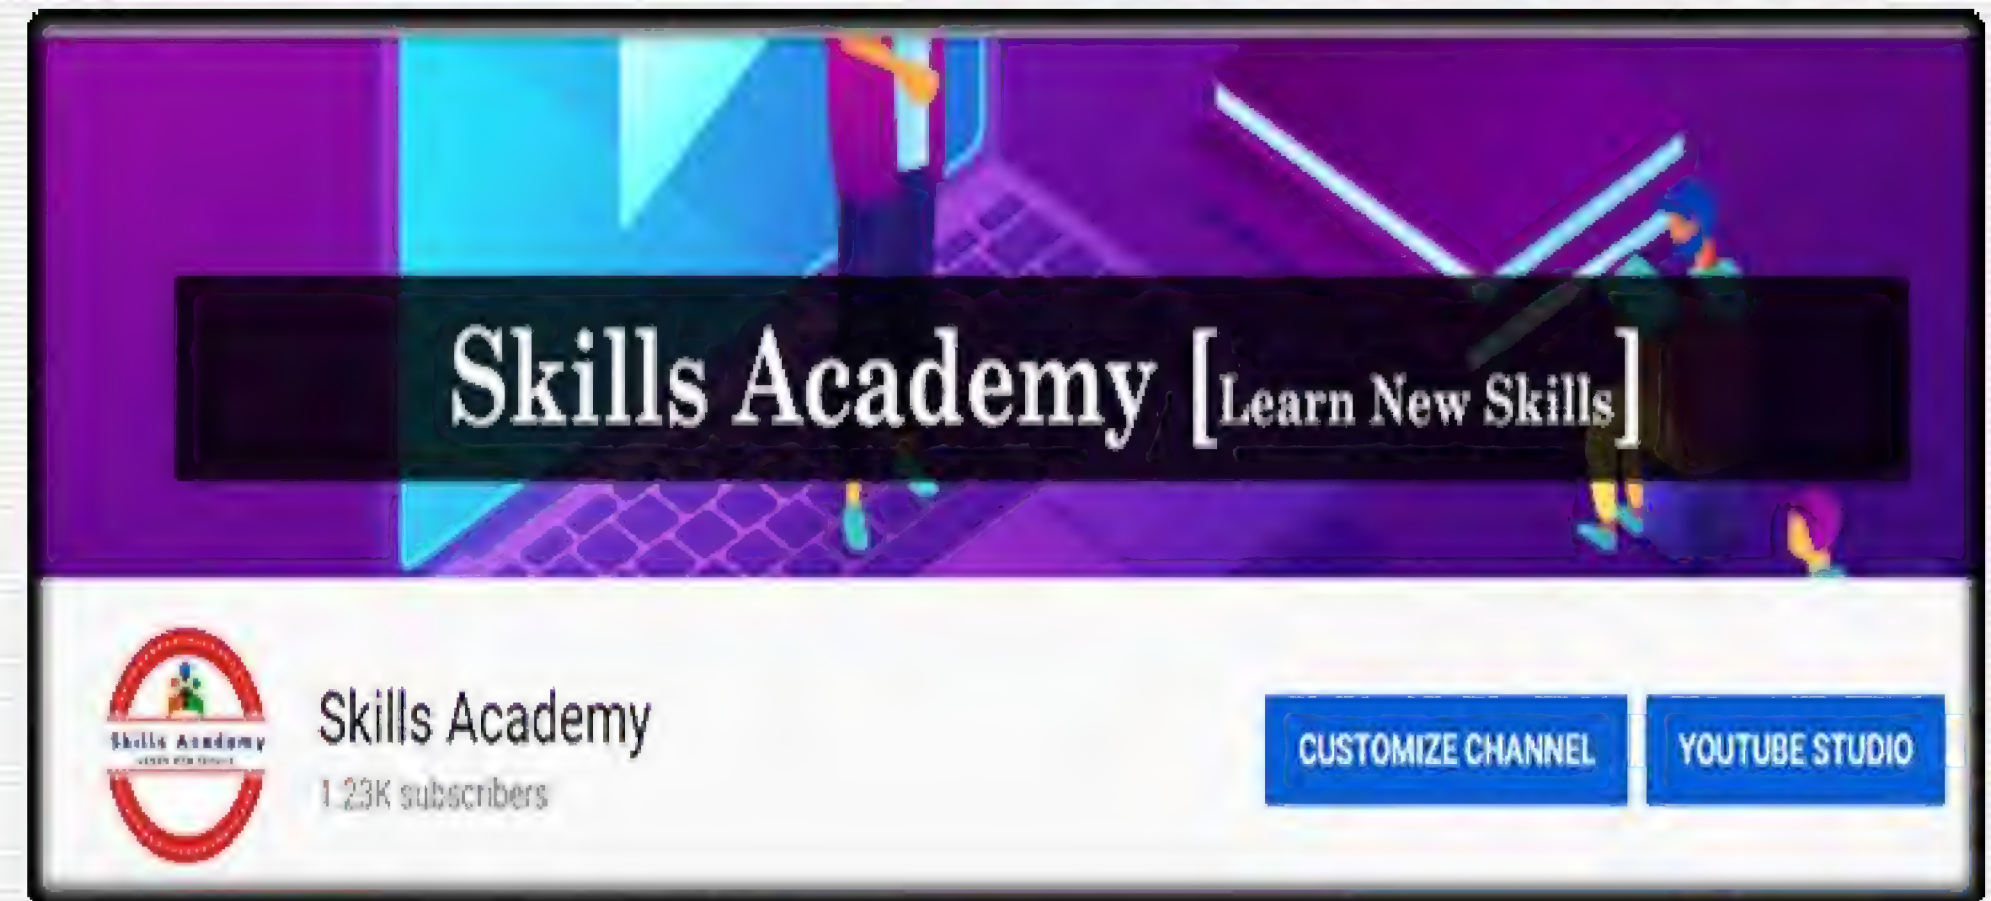 Skills Academy [Learn New Skills]
Skills Academy
Skills Academy
1.23K subscribers
CUSTOMIZE CHANNEL
YOUTUBE STUDIO